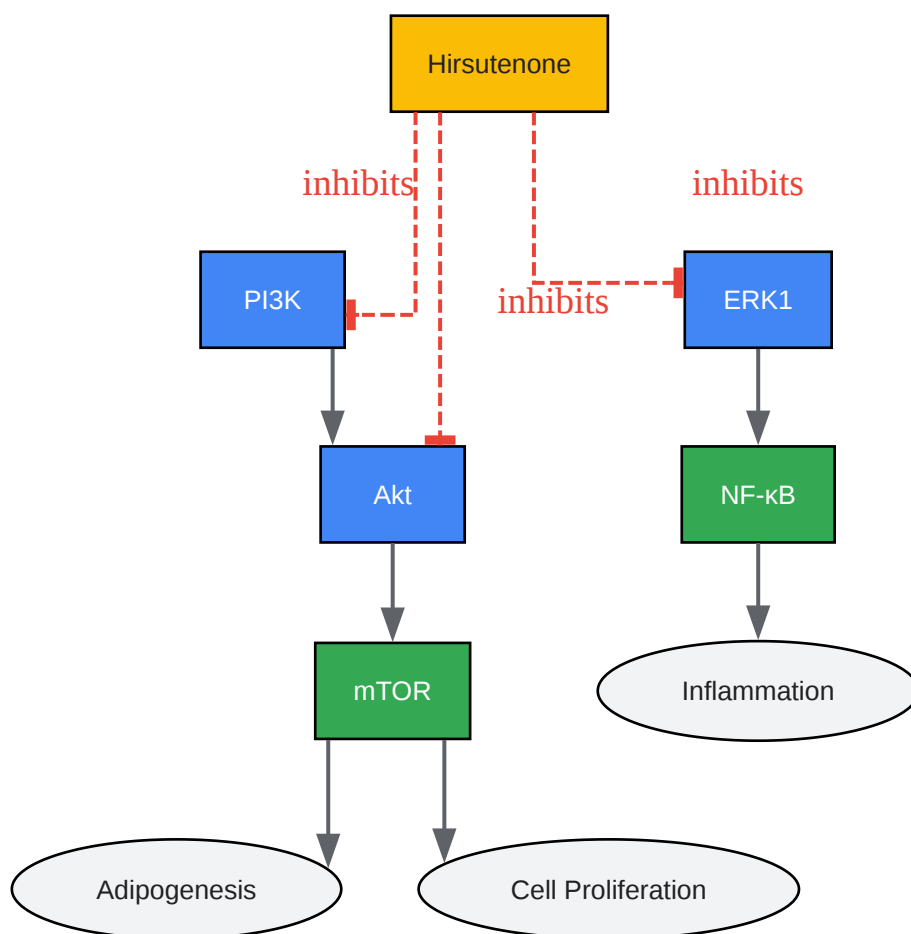 Hirsutenone
inhibits
inhibits
PI3K
inhibits
ERK1
Akt
NF-κB
mTOR
Inflammation
Adipogenesis
Cell Proliferation